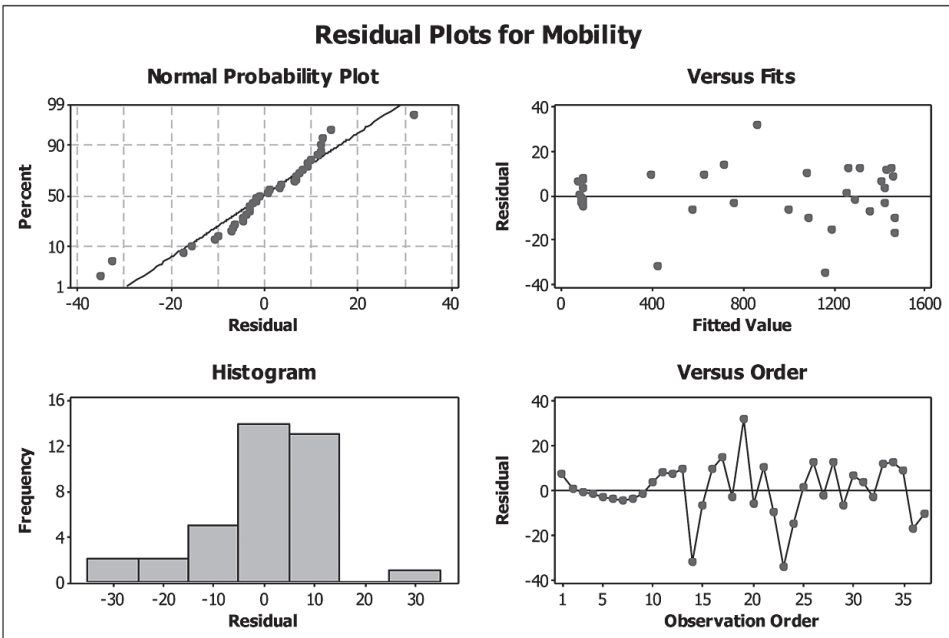 Residual Plots for Mobility
Normal Probability Plot
99
90
50
10
1
Percent
-40 -20 0 20 40
Residual
Versus Fits
40
20
0
-20
-40
Residual
0 400 800 1200 1600
Fitted Value
Histogram
16
12
8
4
0
Frequency
-30 -20 -10 0 10 20 30
Residual
Versus Order
40
20
0
-20
-40
Residual
1 5 10 15 20 25 30 35
Observation Order